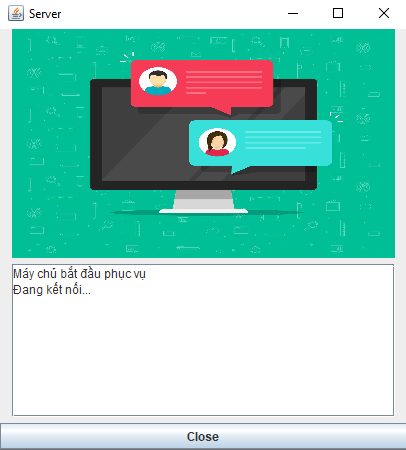 Server
Máy chủ bắt đầu phục vụ
Đang kết nối...
Close